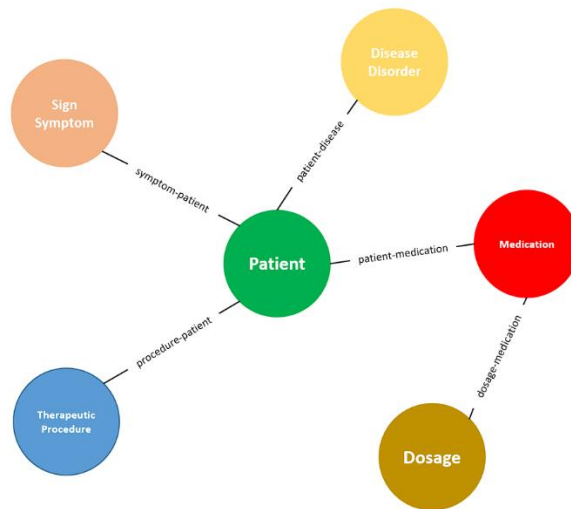 Disease
Disorder
Sign
Symptom
patient-disease
symptom-patient
Patient
patient-medication
Medication
procedure-patient
dosage-medication
Therapeutic
Procedure
Dosage